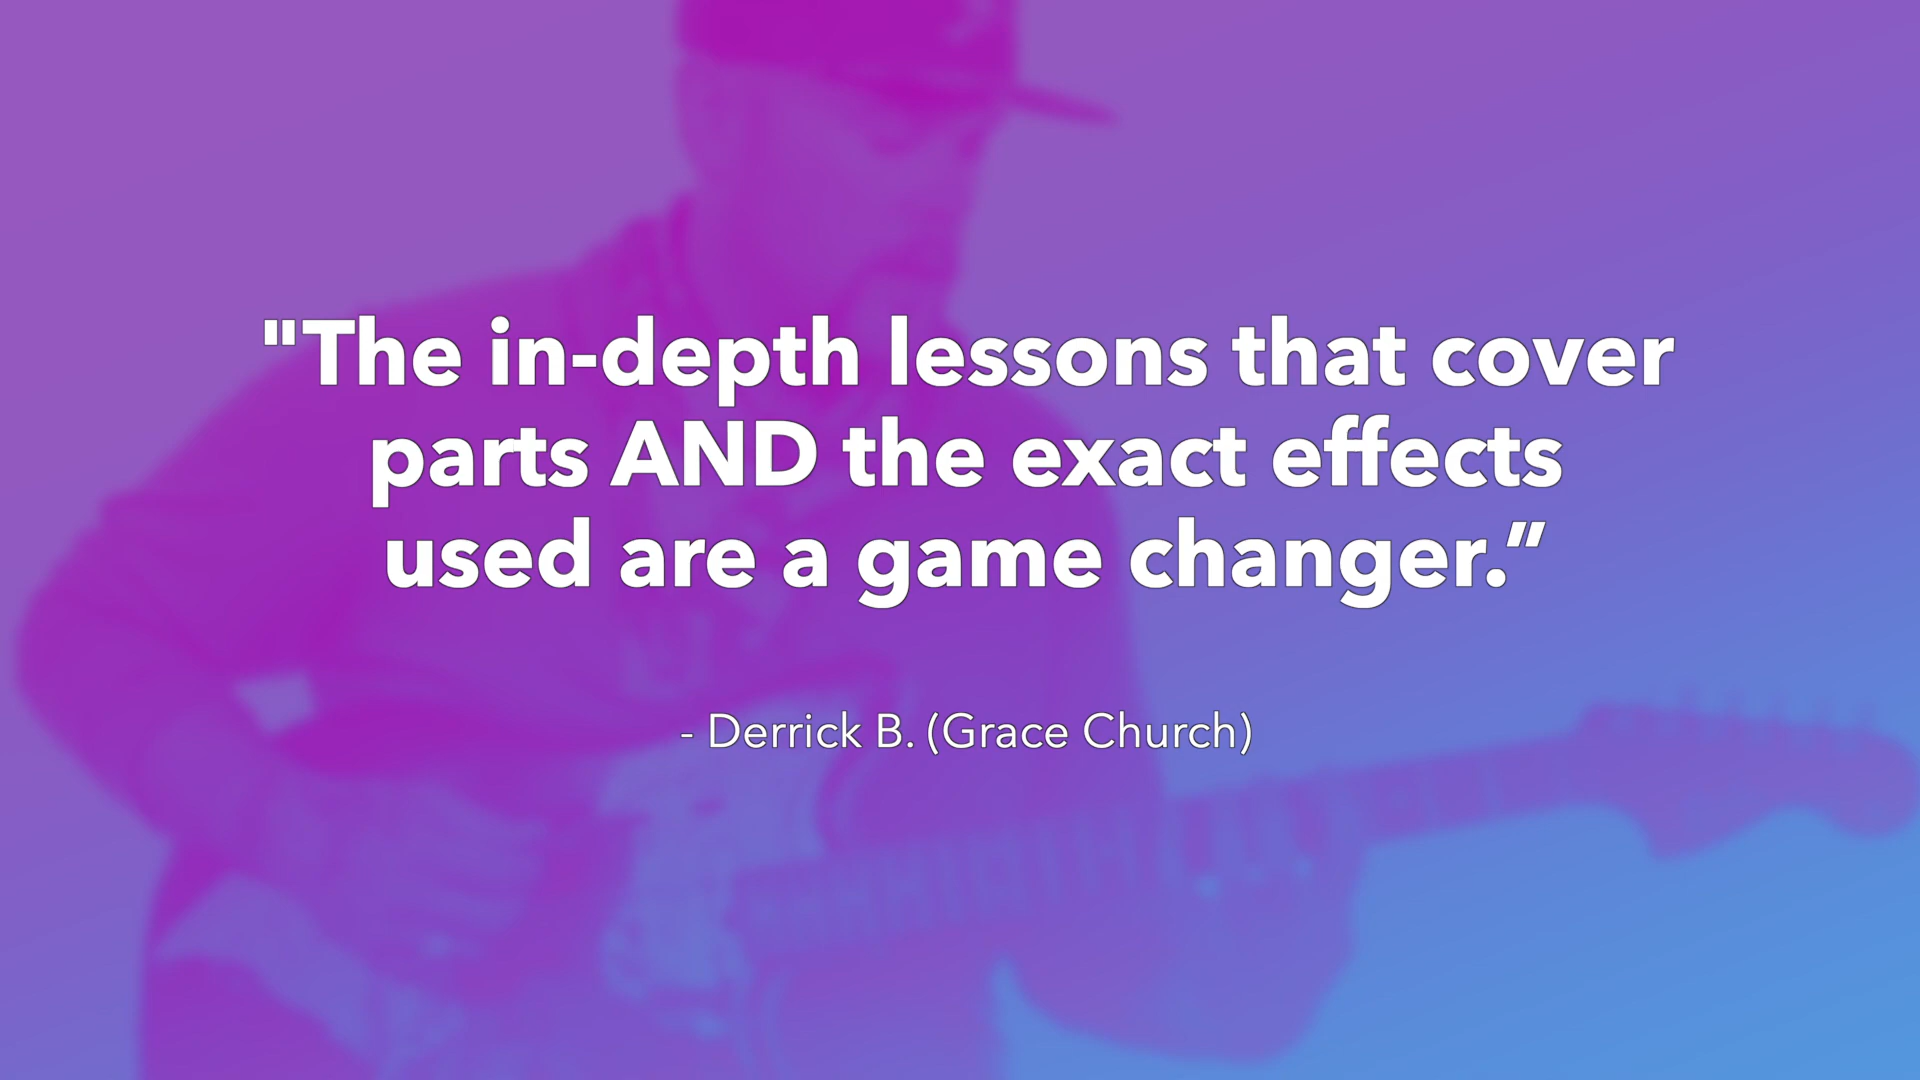 "The in-depth lessons that cover
parts AND the exact effects
used are a game changer.”
- Derrick B. (Grace Church)